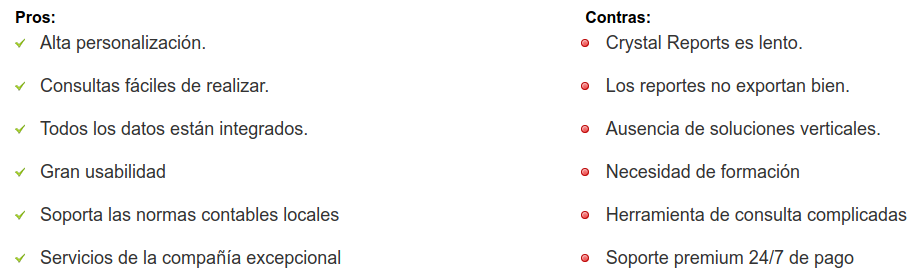 Pros:
Alta personalización.
Consultas fáciles de realizar.
Todos los datos están integrados.
Gran usabilidad
Soporta las normas contables locales
Servicios de la compañía excepcional
Contras:
Crystal Reports es lento.
Los reportes no exportan bien.
Ausencia de soluciones verticales.
Necesidad de formación
Herramienta de consulta complicadas
Soporte premium 24/7 de pago